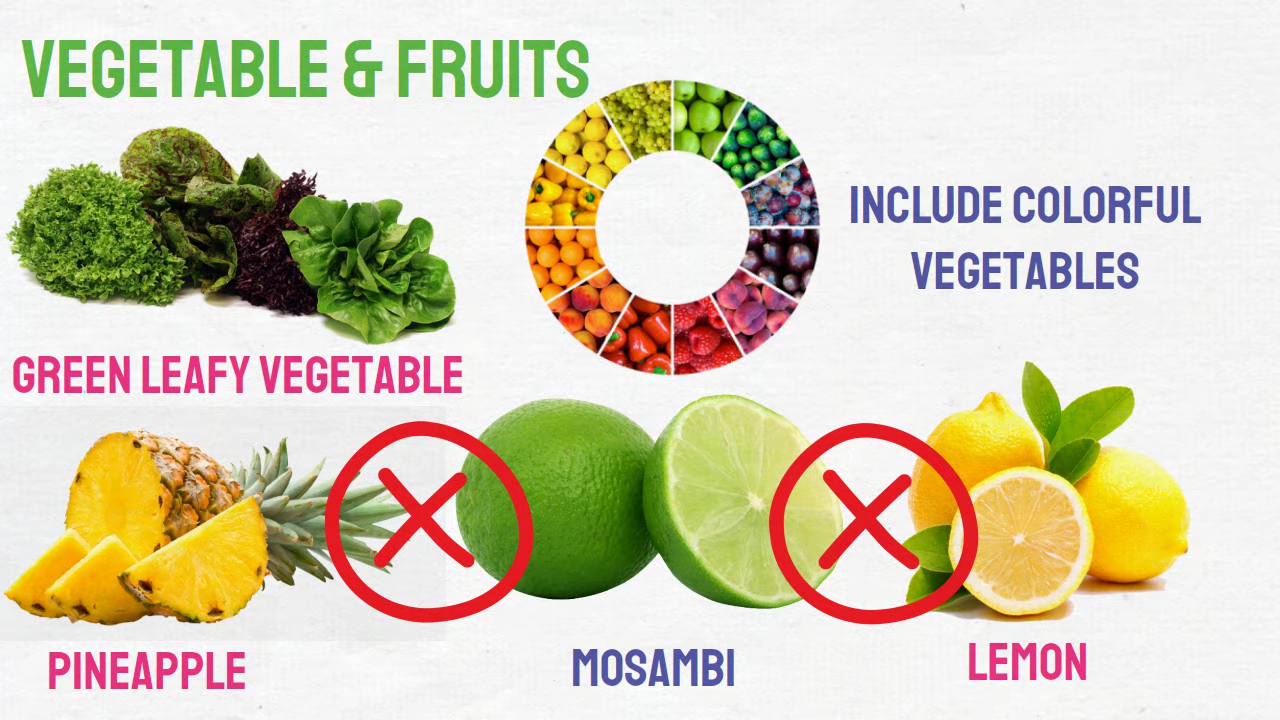 VEGETABLE & FRUITS
INCLUDE COLORFUL
VEGETABLES
GREEN LEAFY VEGETABLE
PINEAPPLE
MOSAMBI
LEMON